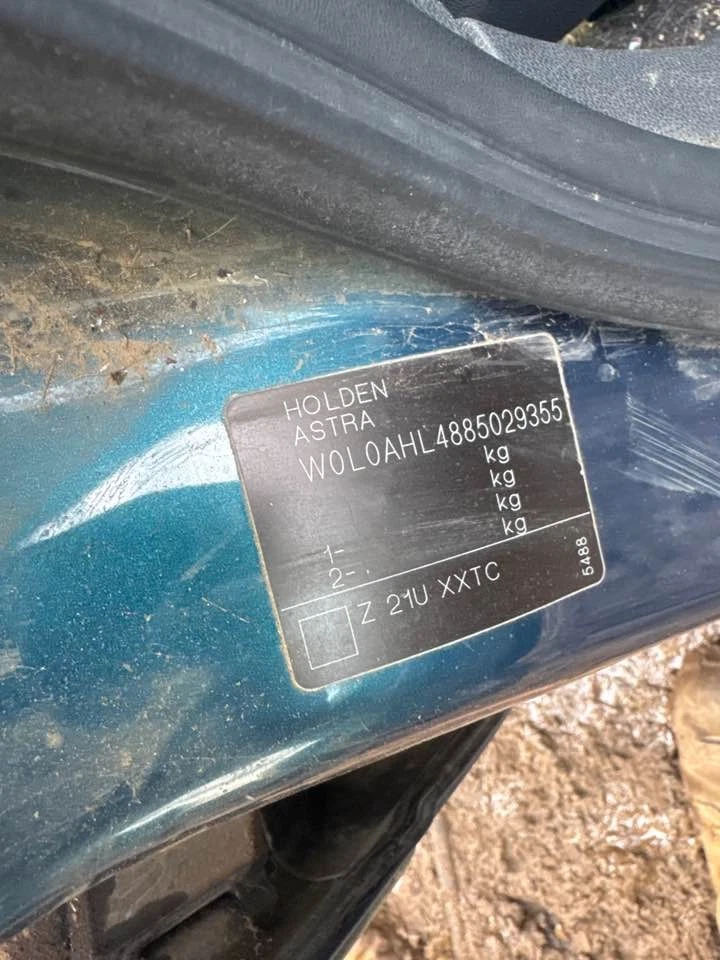 HOLDEN
ASTRA
W0L0AHL4885029355
kg
kg
kg
kg
1-
2-.
Z 21U XXTC
5488